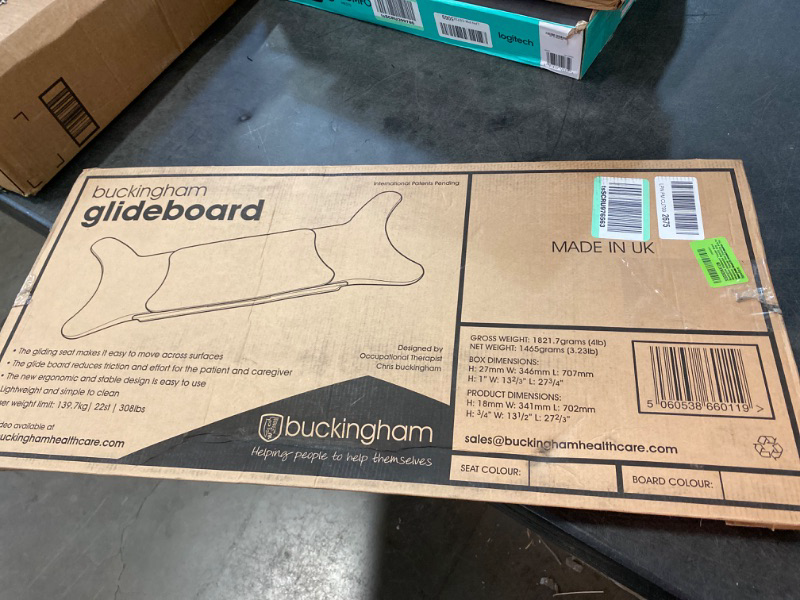 logitech
buckingham
glideboard
International Patents Pending
MADE IN UK
• The gliding seat makes it easy to move across surfaces
• The glide board reduces friction and effort for the patient and caregiver
• The new ergonomic and stable design is easy to use
Lightweight and simple to clean
weight limit: 139.7kg | 22st | 308lbs
available at
buckinghamhealthcare.com
Designed by
Occupational Therapist
Chris buckingham
buckingham
Helping people to help themselves
GROSS WEIGHT: 1821.7grams (4lb)
NET WEIGHT: 1465grams (3.23lb)
BOX DIMENSIONS:
H: 27mm W: 346mm L: 707mm
H: 1" W: 13²/₃" L: 27³/₄"
PRODUCT DIMENSIONS:
H: 18mm W: 341mm L: 702mm
H: ³/₄" W: 13¹/₂" L: 27²/₃"
5 060538 660119 >
sales@buckinghamhealthcare.com
SEAT COLOUR:
BOARD COLOUR: